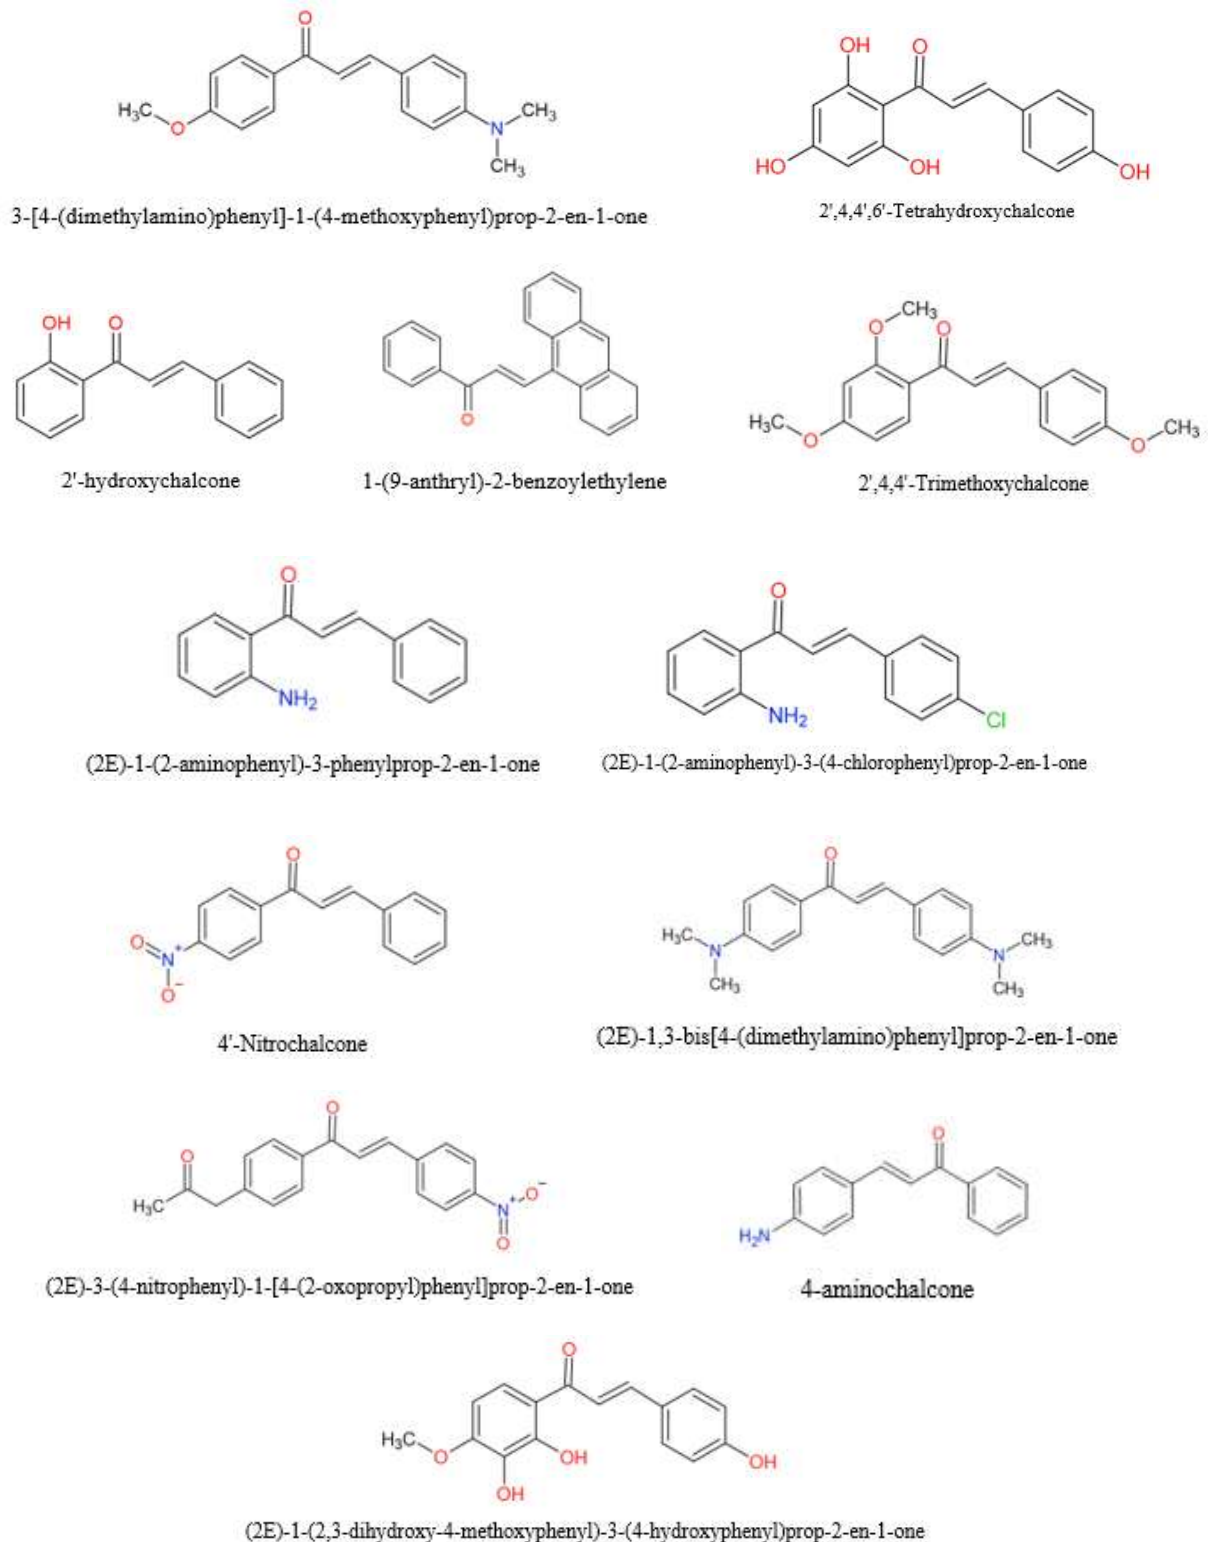 O
H₃C
O
N
CH₃
CH₃
3-[4-(dimethylamino)phenyl]-1-(4-methoxyphenyl)prop-2-en-1-one
OH
O
HO
OH
OH
2',4,4',6'-Tetrahydroxychalcone
OH
O
2'-hydroxychalcone
O
1-(9-anthryl)-2-benzoylethylene
CH₃
O
O
H₃C
O
O
CH₃
2',4,4'-Trimethoxychalcone
O
NH₂
(2E)-1-(2-aminophenyl)-3-phenylprop-2-en-1-one
O
NH₂
Cl
(2E)-1-(2-aminophenyl)-3-(4-chlorophenyl)prop-2-en-1-one
O
O
N⁺
O⁻
4'-Nitrochalcone
O
H₃C
N
CH₃
N
CH₃
CH₃
(2E)-1,3-bis[4-(dimethylamino)phenyl]prop-2-en-1-one
O
O
H₃C
N⁺
O⁻
O
(2E)-3-(4-nitrophenyl)-1-[4-(2-oxopropyl)phenyl]prop-2-en-1-one
O
H₂N
4-aminochalcone
O
H₃C
O
OH
OH
OH
(2E)-1-(2,3-dihydroxy-4-methoxyphenyl)-3-(4-hydroxyphenyl)prop-2-en-1-one